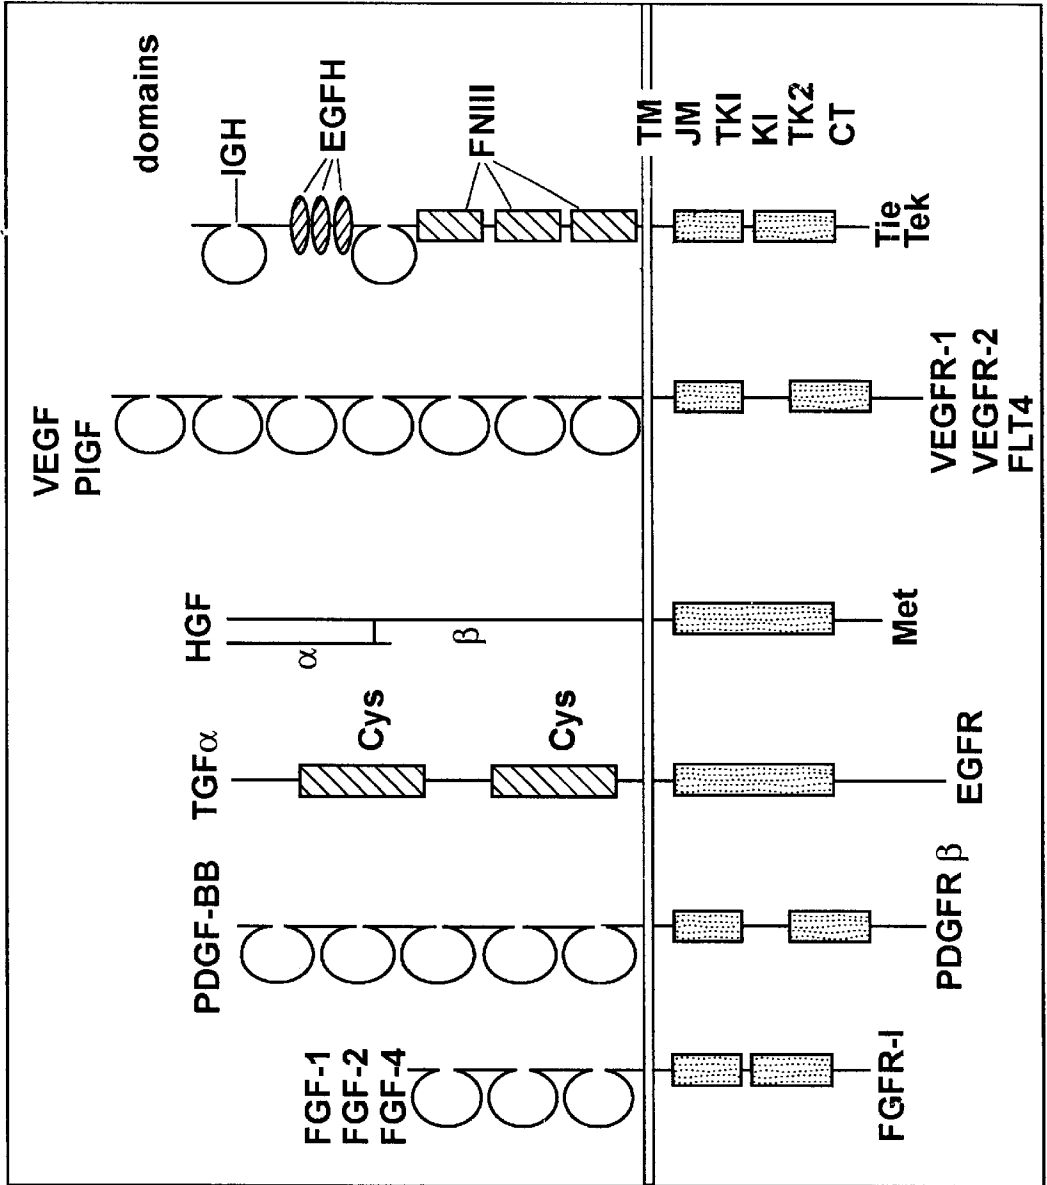 FGF-1
FGF-2
FGF-4
PDGF-BB
TGFα
HGF
VEGF
PIGF
domains
IGH
EGFH
FNIII
Cys
Cys
α
β
TM
JM
TKI
KI
TK2
CT
FGFR-I
PDGFR β
EGFR
Met
VEGFR-1
VEGFR-2
FLT4
Tie
Tek